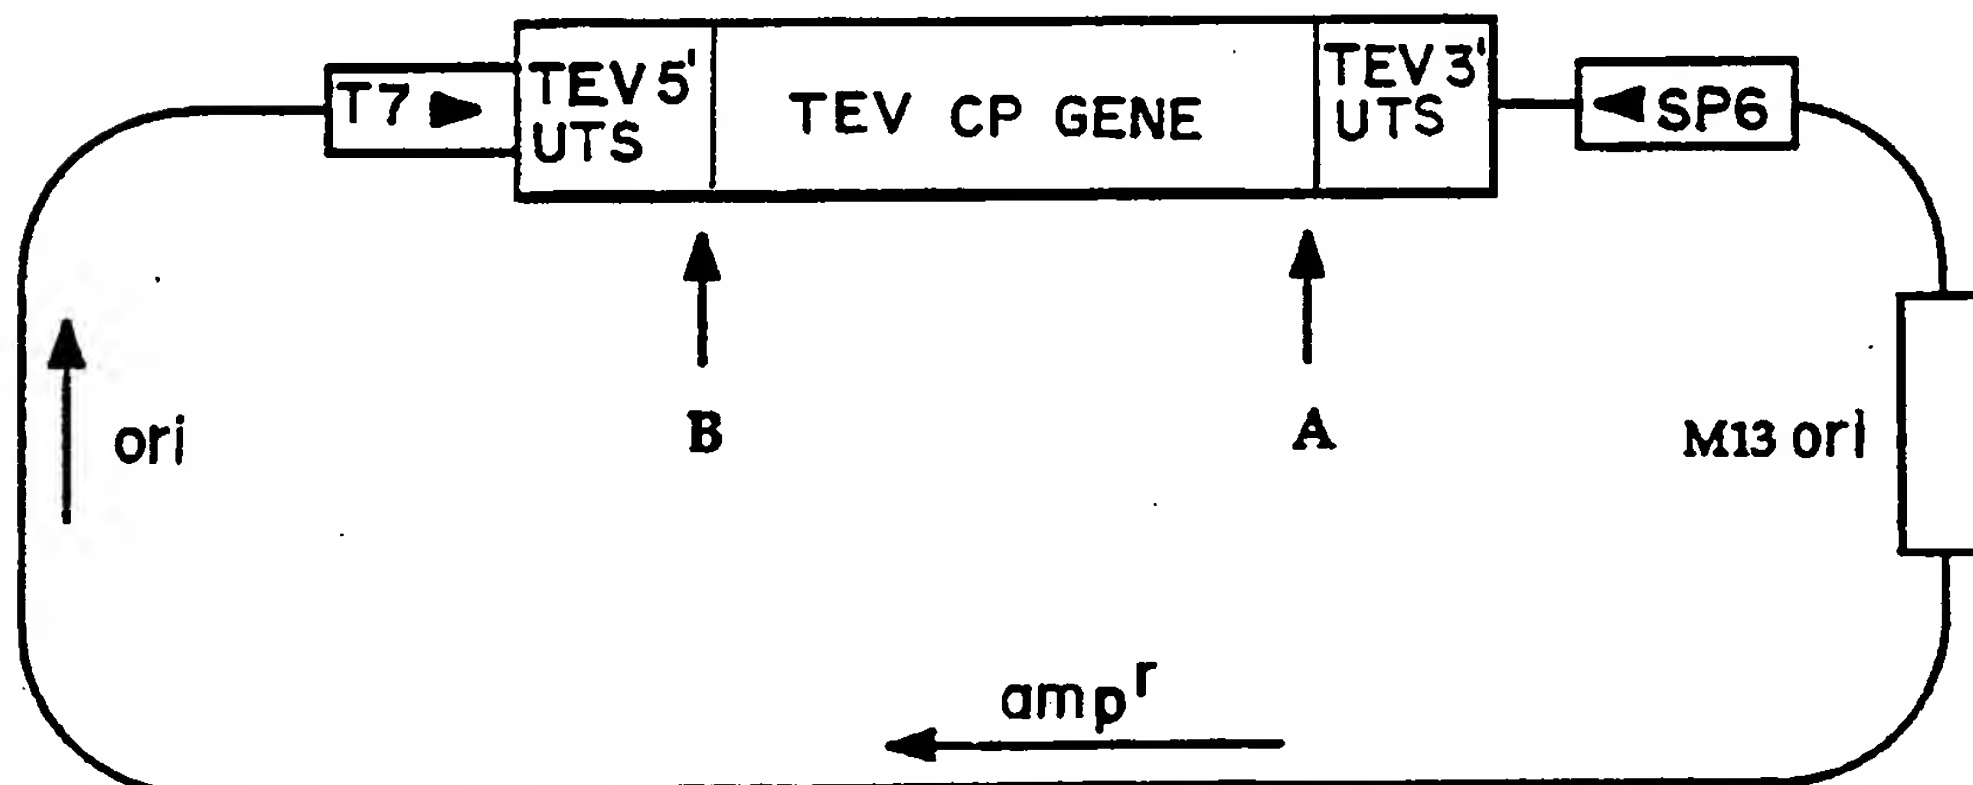 TEV 5'
UTS
TEV CP GENE
TEV 3'
UTS
T7
SP6
B
A
ori
M13 ori
amp^r